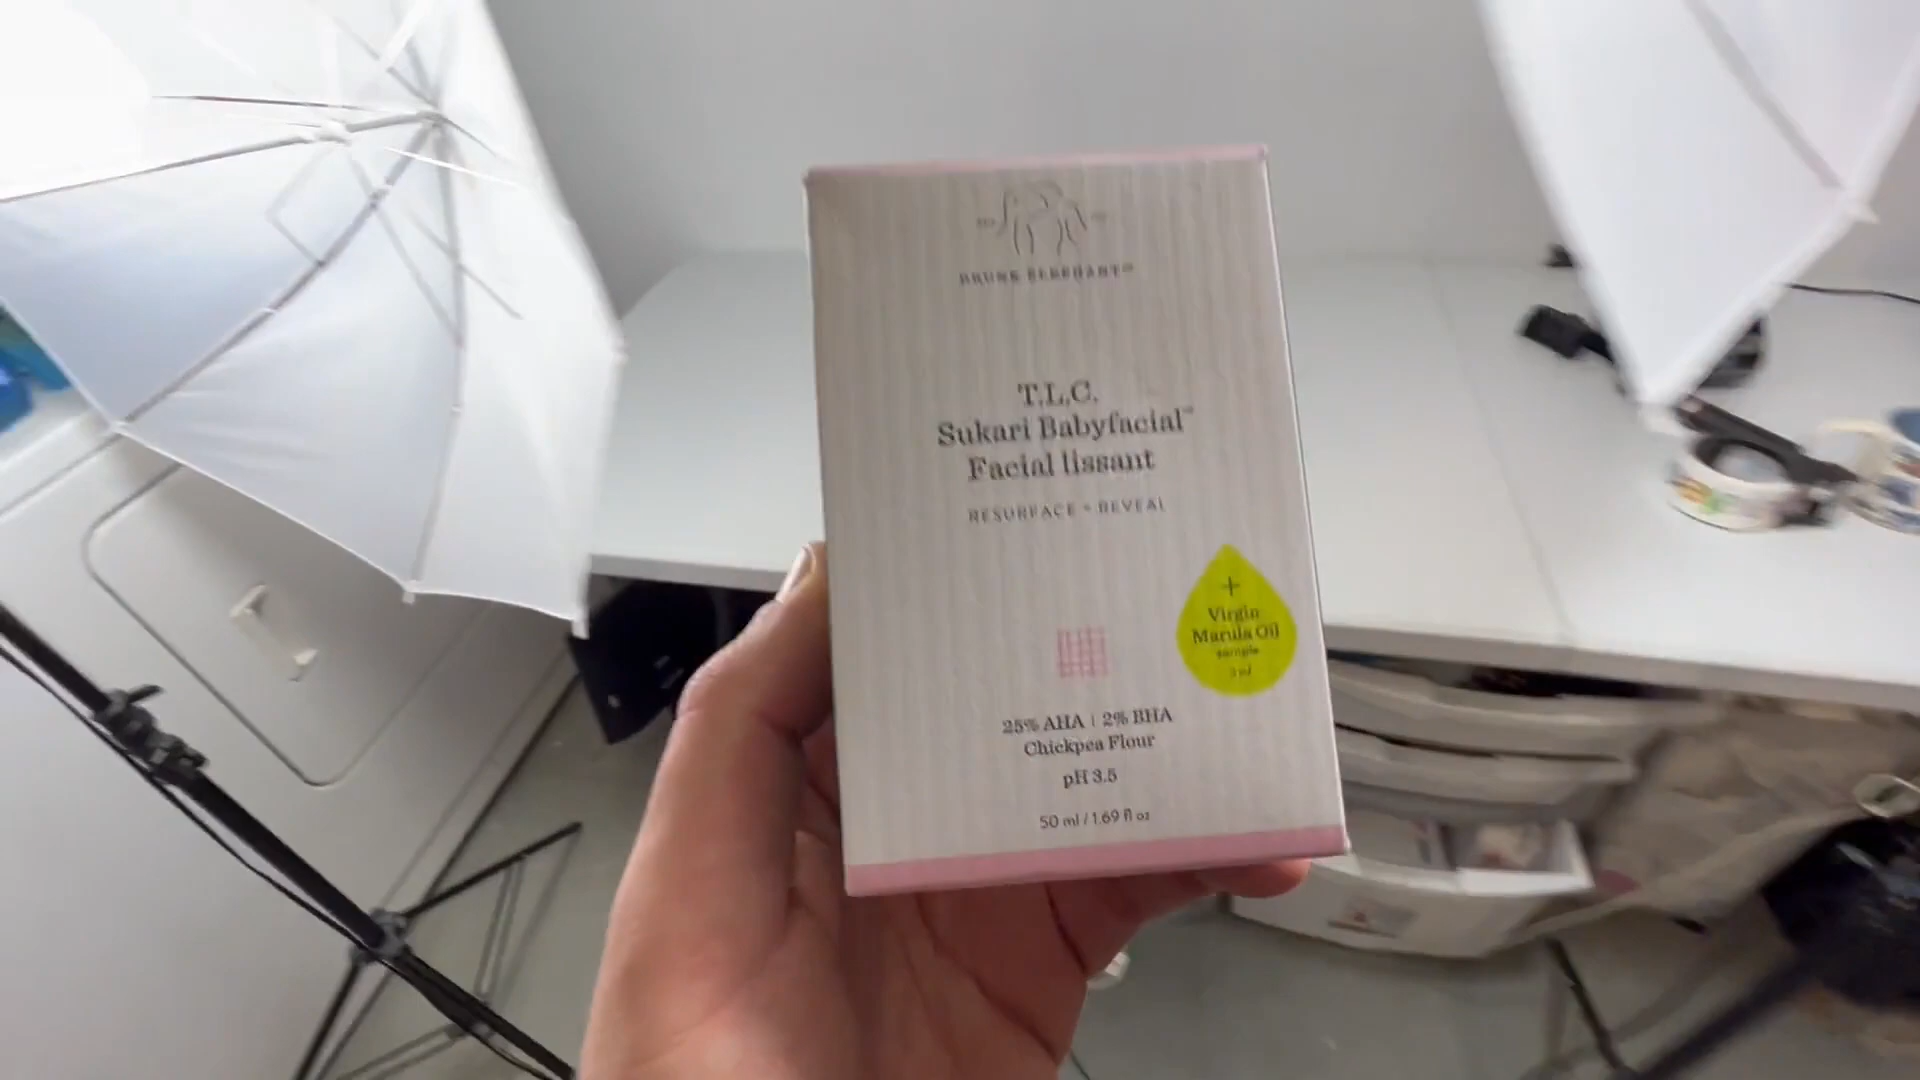 DRUNK ELEPHANT™
T.L.C.
Sukari Babyfacial™
Facial lissant
RESURFACE + REVEAL
+
Virgin
Marula Oil
sample
25% AHA | 2% BHA
Chickpea Flour
pH 3.5
50 ml / 1.69 fl oz